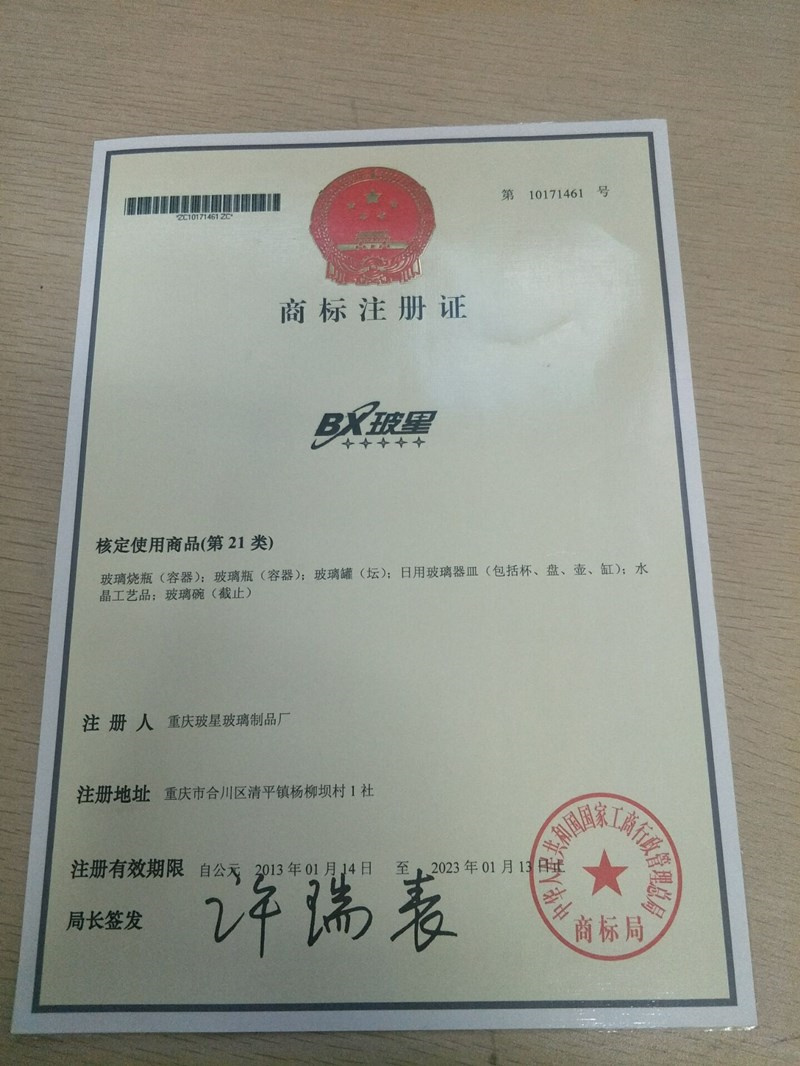 *ZC10171461ZC*
第 10171461 号
商标注册证
BX玻星
核定使用商品(第 21 类)
玻璃烧瓶（容器）；玻璃瓶（容器）；玻璃罐（坛）；日用玻璃器皿（包括杯、盘、壶、缸）；水
晶工艺品；玻璃碗（截止）
注 册 人 重庆玻星玻璃制品厂
注册地址 重庆市合川区清平镇杨柳坝村 1 社
注册有效期限 自公元 2013 年 01 月 14 日 至 2023 年 01 月 13 日止
局长签发 许瑞表
中华人民共和国国家工商行政管理总局
商标局